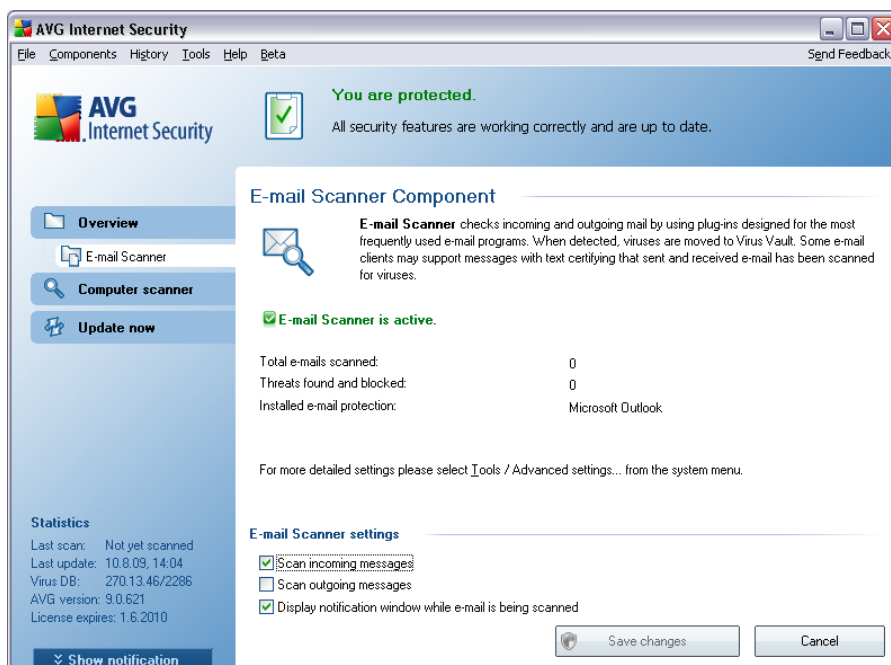 AVG Internet Security
File Components History Tools Help Beta Send Feedback
AVG
Internet Security
You are protected.
All security features are working correctly and are up to date.
Overview
E-mail Scanner
Computer scanner
Update now
E-mail Scanner Component
E-mail Scanner checks incoming and outgoing mail by using plug-ins designed for the most
frequently used e-mail programs. When detected, viruses are moved to Virus Vault. Some e-mail
clients may support messages with text certifying that sent and received e-mail has been scanned
for viruses.
E-mail Scanner is active.
Total e-mails scanned: 0
Threats found and blocked: 0
Installed e-mail protection: Microsoft Outlook
For more detailed settings please select Tools / Advanced settings... from the system menu.
Statistics
Last scan: Not yet scanned
Last update: 10.8.09, 14:04
Virus DB: 270.13.46/2286
AVG version: 9.0.621
License expires: 1.6.2010
Show notification
E-mail Scanner settings
Scan incoming messages
Scan outgoing messages
Display notification window while e-mail is being scanned
Save changes
Cancel